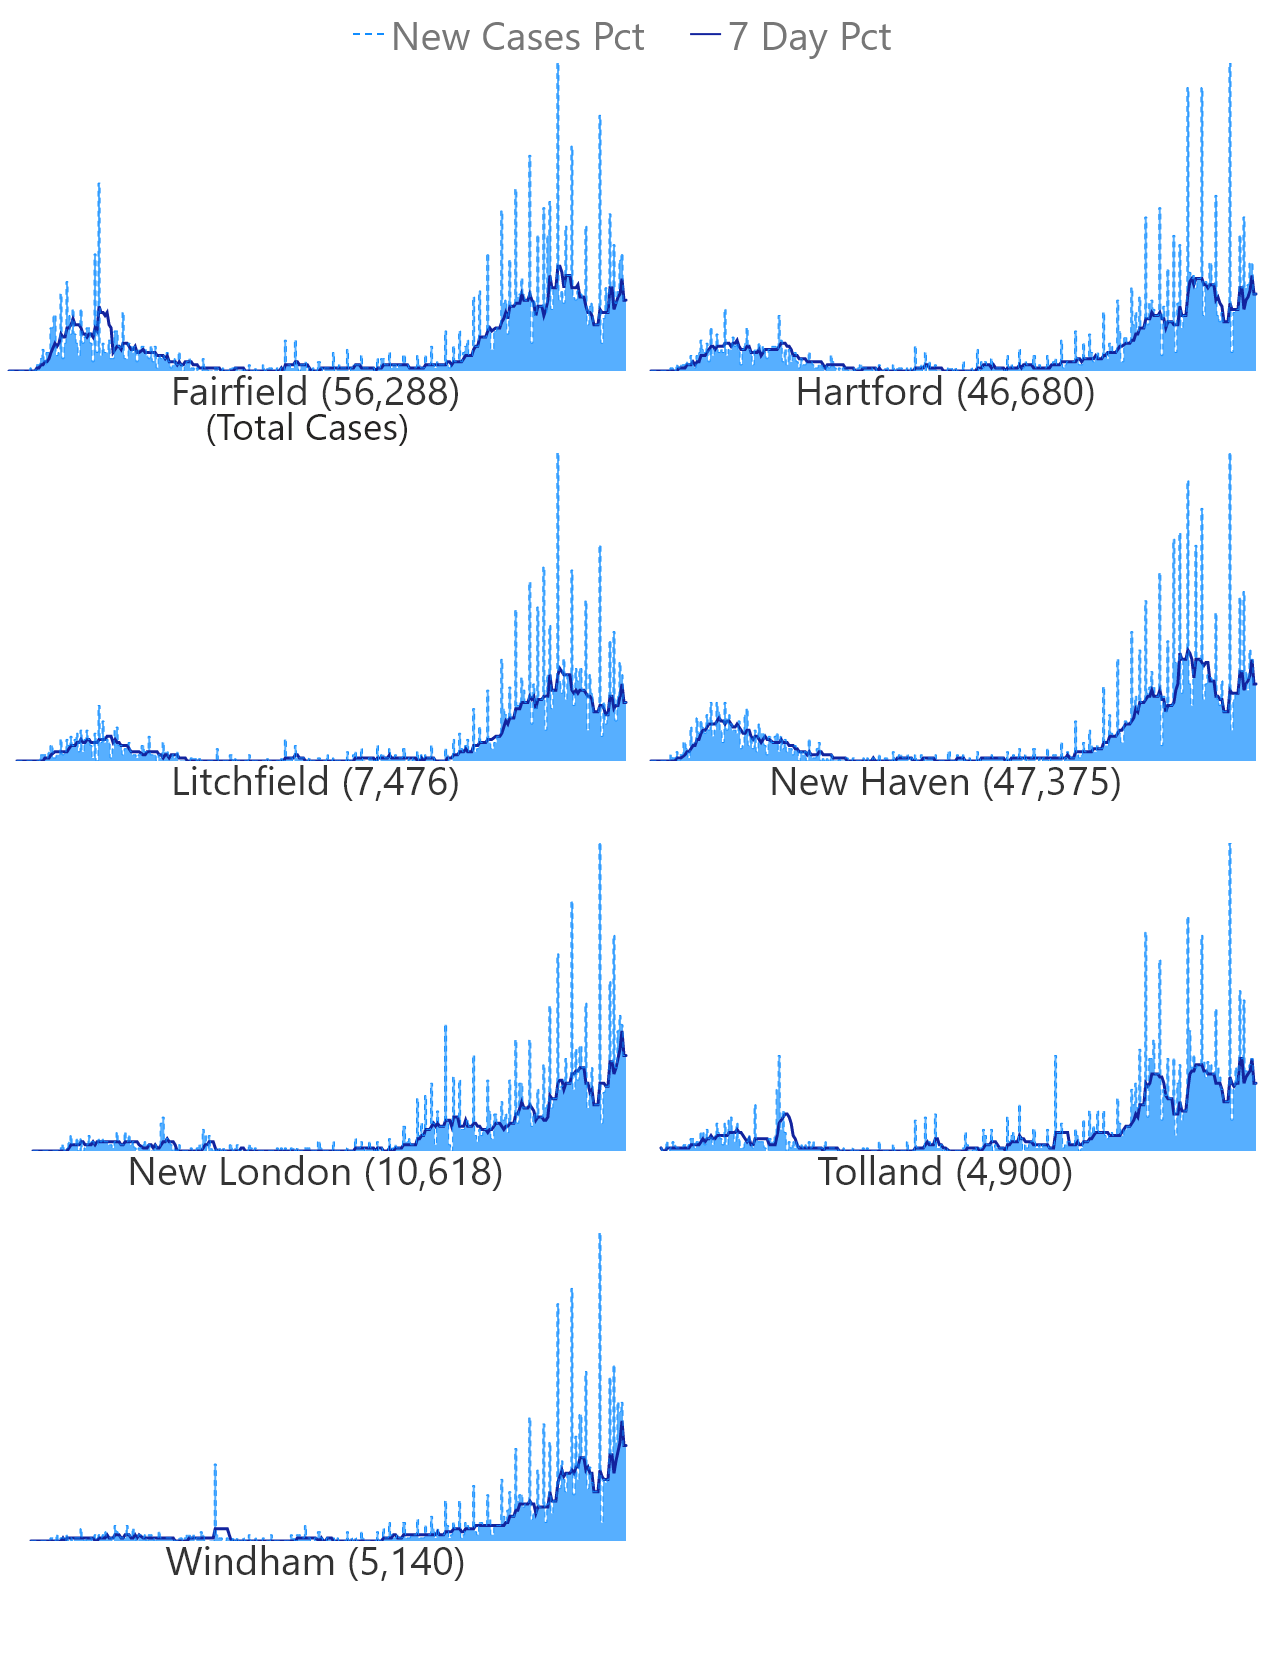 New Cases Pct 7 Day Pct
Fairfield (56,288)
(Total Cases)
Hartford (46,680)
Litchfield (7,476)
New Haven (47,375)
New London (10,618)
Tolland (4,900)
Windham (5,140)